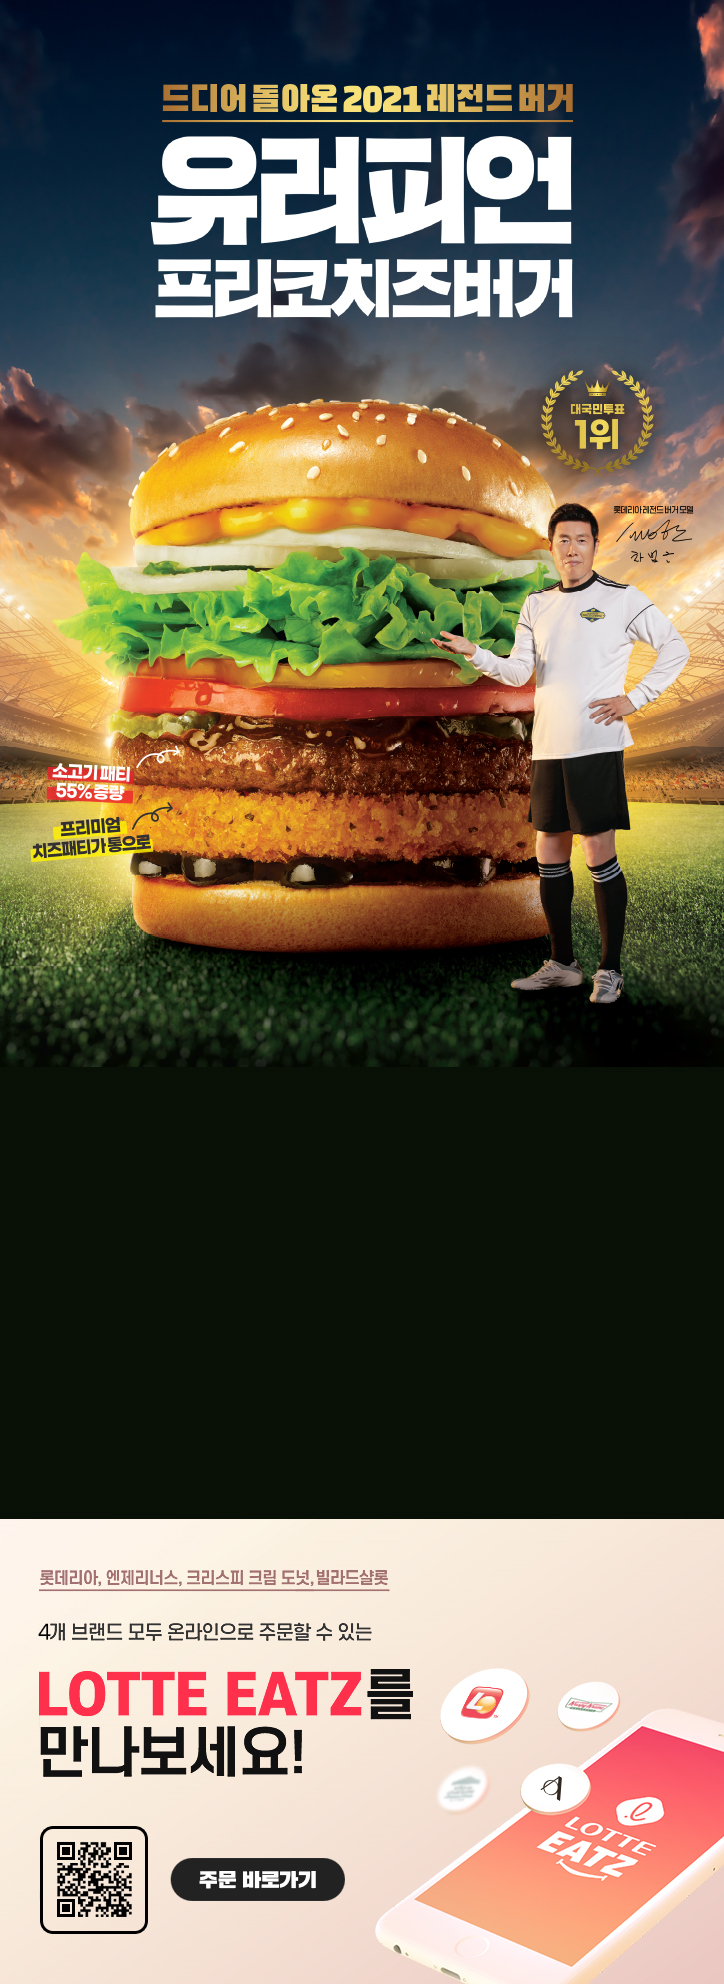 드디어 돌아온 2021 레전드 버거
유러피언
프리코치즈버거
대국민투표
1위
롯데리아 레전드 버거 모델
차범근
소고기 패티
55% 증량
프리미엄
치즈패티가 통으로
롯데리아, 엔제리너스, 크리스피 크림 도넛, 빌라드샬롯
4개 브랜드 모두 온라인으로 주문할 수 있는
LOTTE EATZ를
만나보세요!
주문 바로가기
LOTTE
EATZ